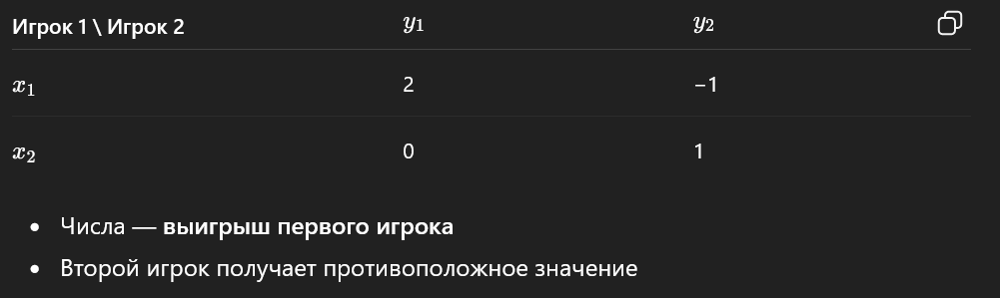 Игрок 1 \ Игрок 2 y₁ y₂
x₁ 2 −1
x₂ 0 1
• Числа — выигрыш первого игрока
• Второй игрок получает противоположное значение